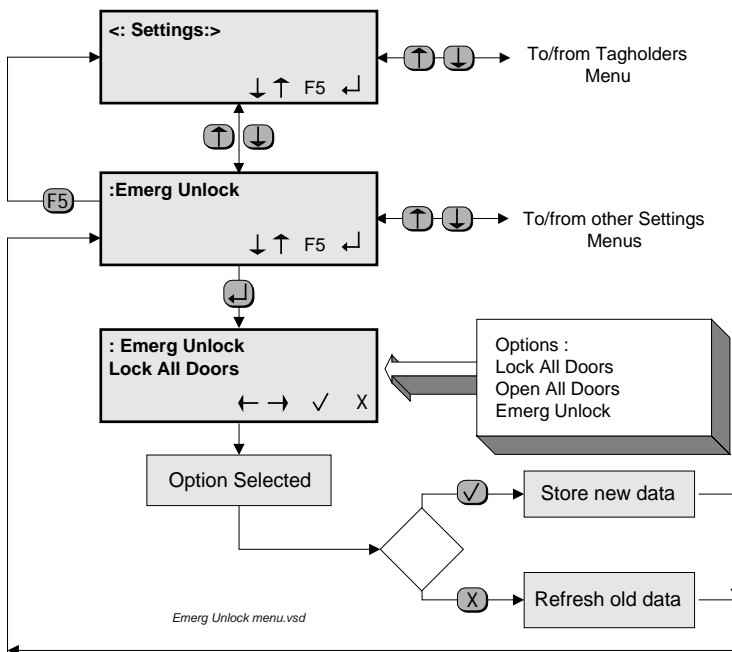 <: Settings:>
↓ ↑ F5 ↵
↑ ↓
To/from Tagholders
Menu
↑ ↓
:Emerg Unlock
↓ ↑ F5 ↵
F5
↑ ↓
To/from other Settings
Menus
↵
: Emerg Unlock
Lock All Doors
← → √ X
Options :
Lock All Doors
Open All Doors
Emerg Unlock
Option Selected
√
Store new data
X
Refresh old data
Emerg Unlock menu.vsd